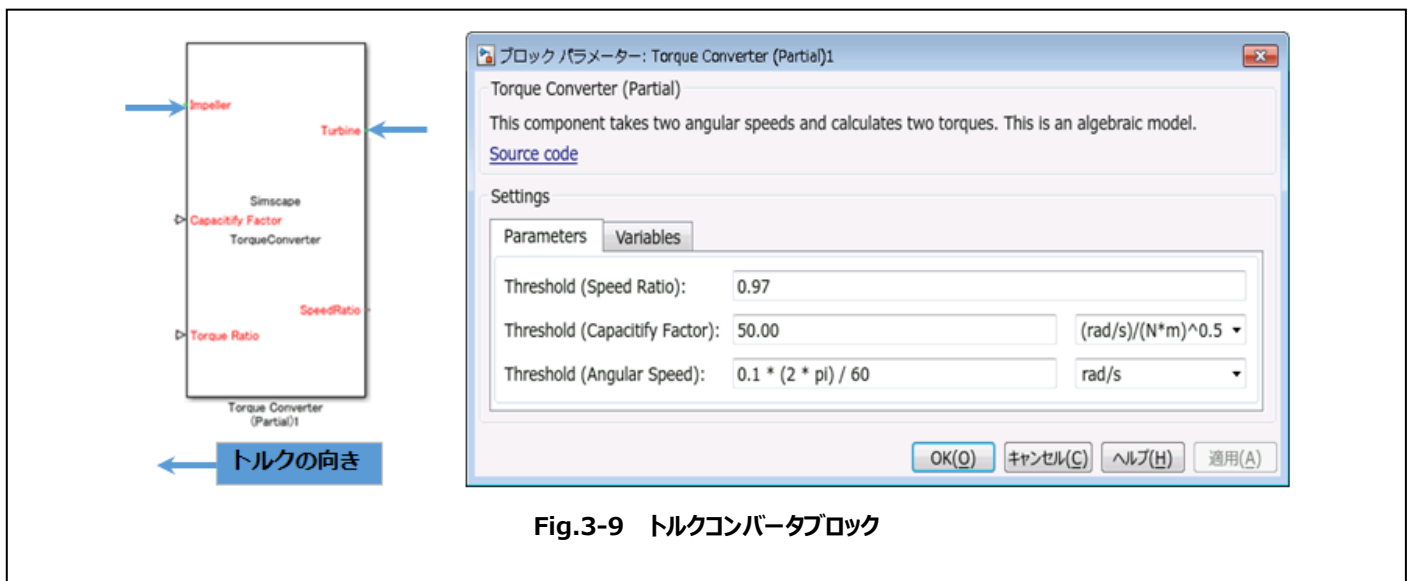 Impeller
Turbine
Simscape
Capacitify Factor
TorqueConverter
SpeedRatio
Torque Ratio
Torque Converter
(Partial)1
トルクの向き
ブロック パラメーター: Torque Converter (Partial)1
Torque Converter (Partial)
This component takes two angular speeds and calculates two torques. This is an algebraic model.
Source code
Settings
Parameters Variables
Threshold (Speed Ratio): 0.97
Threshold (Capacitify Factor): 50.00 (rad/s)/(N*m)^0.5
Threshold (Angular Speed): 0.1 * (2 * pi) / 60 rad/s
OK(O) キャンセル(C) ヘルプ(H) 適用(A)
Fig.3-9 トルクコンバータブロック